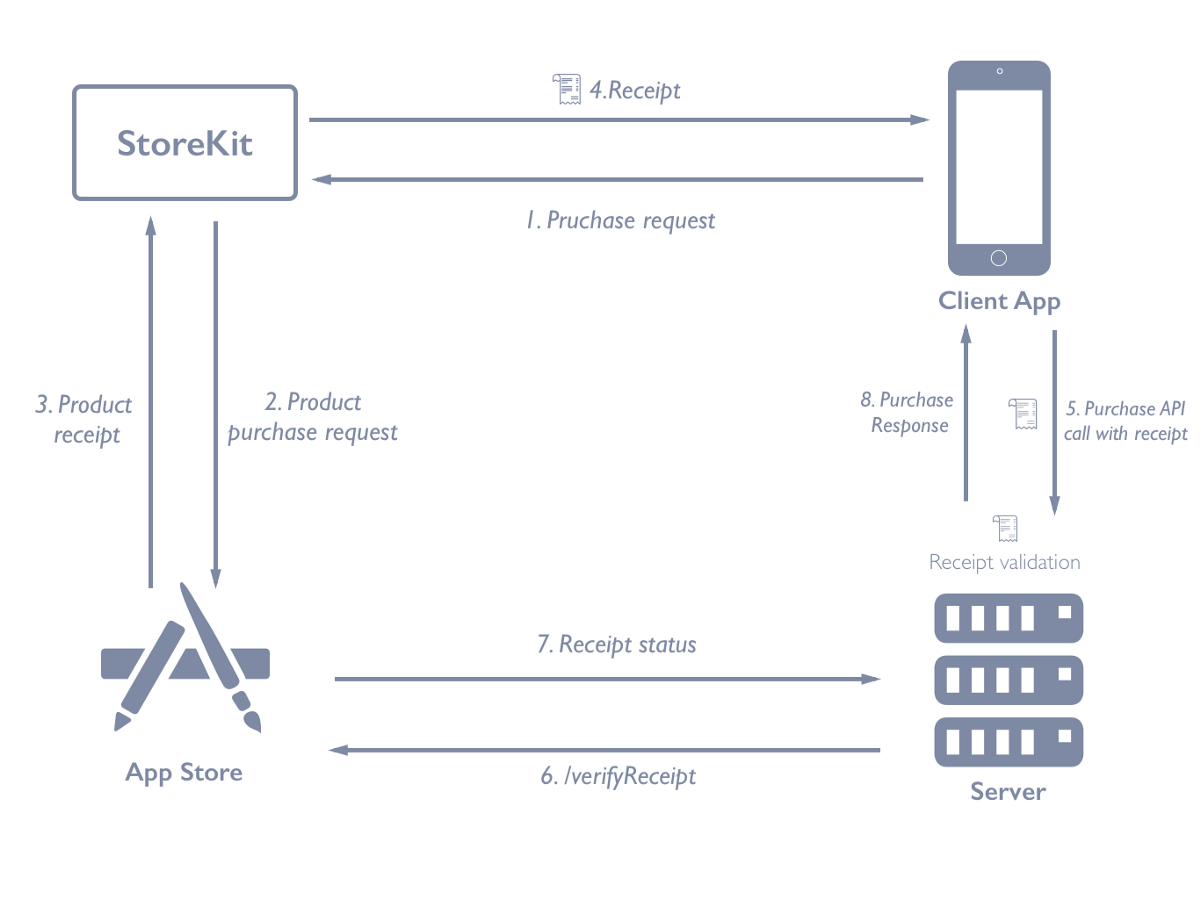 4.Receipt
StoreKit
1. Pruchase request
Client App
3. Product
receipt
2. Product
purchase request
8. Purchase
Response
5. Purchase API
call with receipt
Receipt validation
7. Receipt status
6. /verifyReceipt
App Store
Server